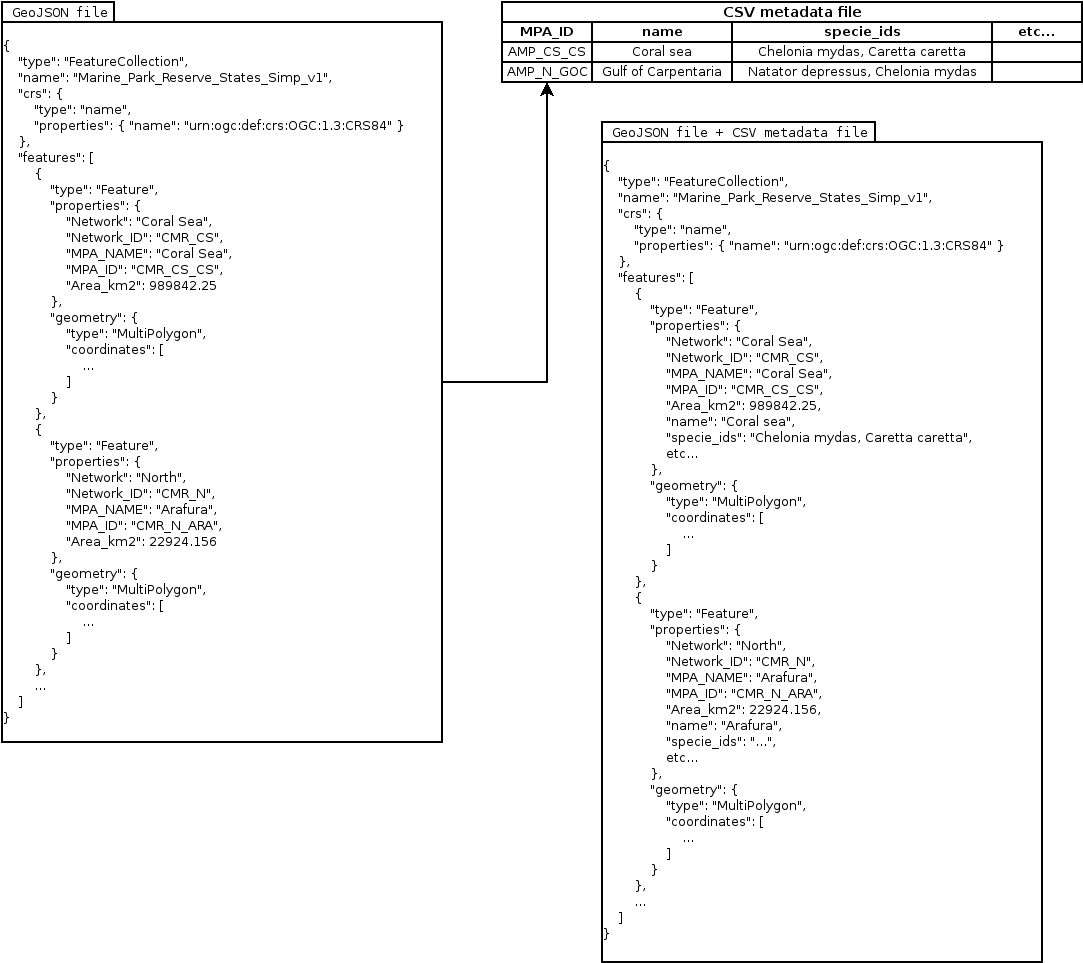 GeoJSON file
{
"type": "FeatureCollection",
"name": "Marine_Park_Reserve_States_Simp_v1",
"crs": {
"type": "name",
"properties": { "name": "urn:ogc:def:crs:OGC:1.3:CRS84" }
},
"features": [
{
"type": "Feature",
"properties": {
"Network": "Coral Sea",
"Network_ID": "CMR_CS",
"MPA_NAME": "Coral Sea",
"MPA_ID": "CMR_CS_CS",
"Area_km2": 989842.25
},
"geometry": {
"type": "MultiPolygon",
"coordinates": [
...
]
}
},
{
"type": "Feature",
"properties": {
"Network": "North",
"Network_ID": "CMR_N",
"MPA_NAME": "Arafura",
"MPA_ID": "CMR_N_ARA",
"Area_km2": 22924.156
},
"geometry": {
"type": "MultiPolygon",
"coordinates": [
...
]
}
},
...
]
}
CSV metadata file
MPA_ID name specie_ids etc...
AMP_CS_CS Coral sea Chelonia mydas, Caretta caretta
AMP_N_GOC Gulf of Carpentaria Natator depressus, Chelonia mydas
GeoJSON file + CSV metadata file
{
"type": "FeatureCollection",
"name": "Marine_Park_Reserve_States_Simp_v1",
"crs": {
"type": "name",
"properties": { "name": "urn:ogc:def:crs:OGC:1.3:CRS84" }
},
"features": [
{
"type": "Feature",
"properties": {
"Network": "Coral Sea",
"Network_ID": "CMR_CS",
"MPA_NAME": "Coral Sea",
"MPA_ID": "CMR_CS_CS",
"Area_km2": 989842.25,
"name": "Coral sea",
"specie_ids": "Chelonia mydas, Caretta caretta",
etc...
},
"geometry": {
"type": "MultiPolygon",
"coordinates": [
...
]
}
},
{
"type": "Feature",
"properties": {
"Network": "North",
"Network_ID": "CMR_N",
"MPA_NAME": "Arafura",
"MPA_ID": "CMR_N_ARA",
"Area_km2": 22924.156,
"name": "Arafura",
"specie_ids": "...",
etc...
},
"geometry": {
"type": "MultiPolygon",
"coordinates": [
...
]
}
},
...
]
}